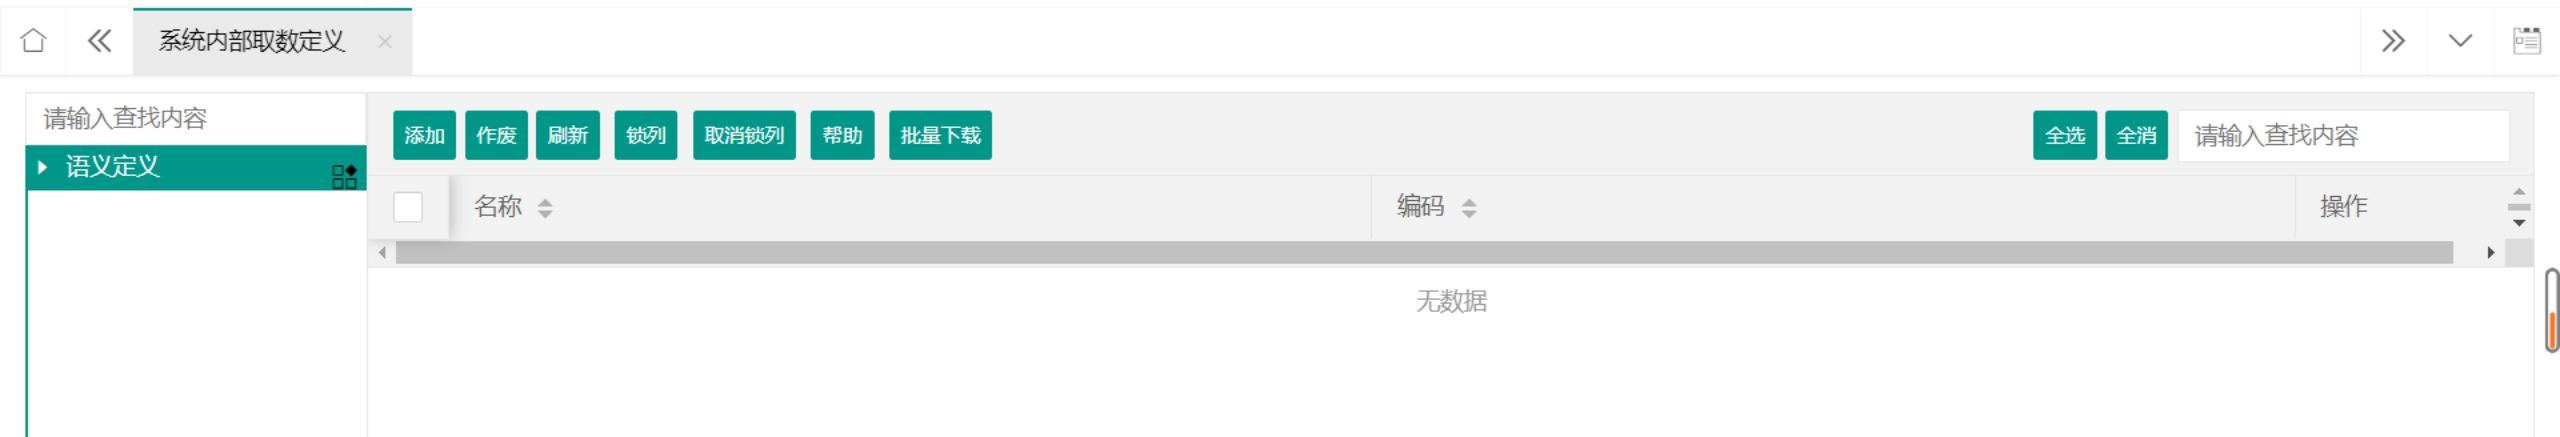 系统内部取数定义
请输入查找内容
语义定义
添加 作废 刷新 锁列 取消锁列 帮助 批量下载 全选 全消 请输入查找内容
名称 编码 操作
无数据